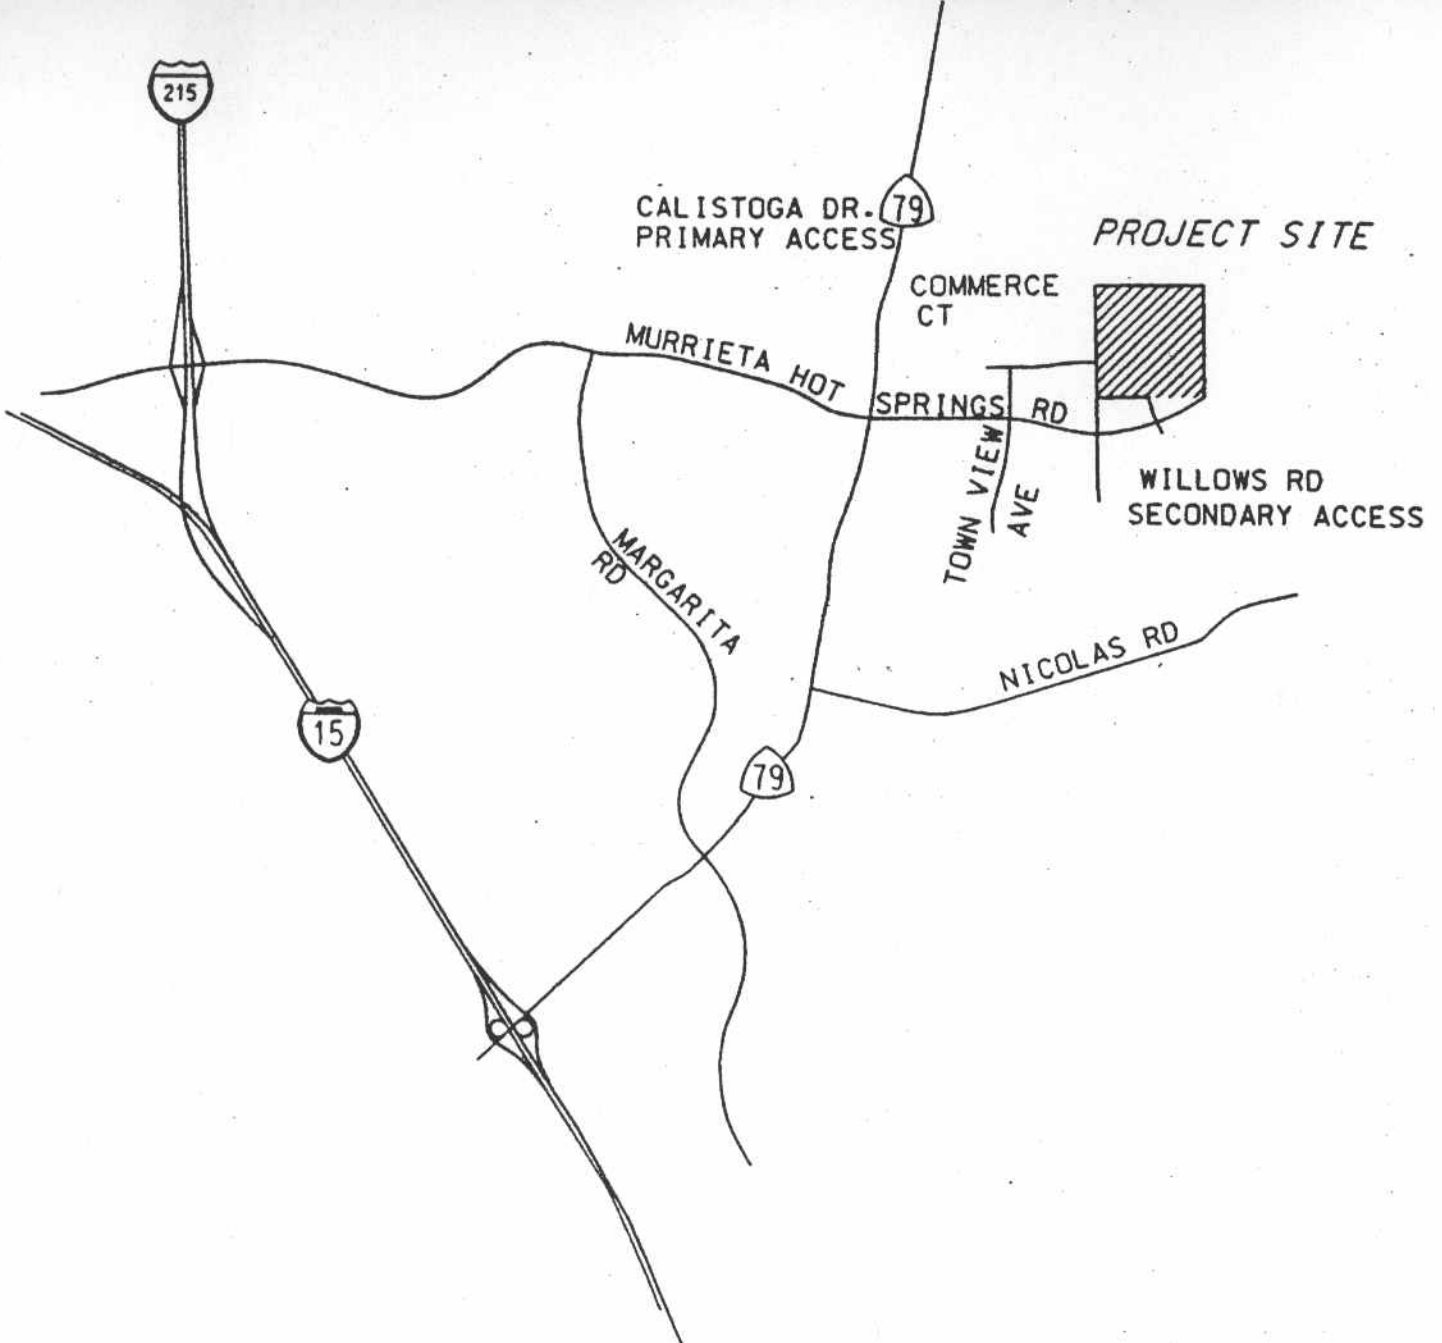 215
CALISTOGA DR.
PRIMARY ACCESS
79
PROJECT SITE
COMMERCE
CT
MURRIETA HOT SPRINGS RD
TOWN VIEW
AVE
WILLOWS RD
SECONDARY ACCESS
MARGARITA
RD
NICOLAS RD
15
79